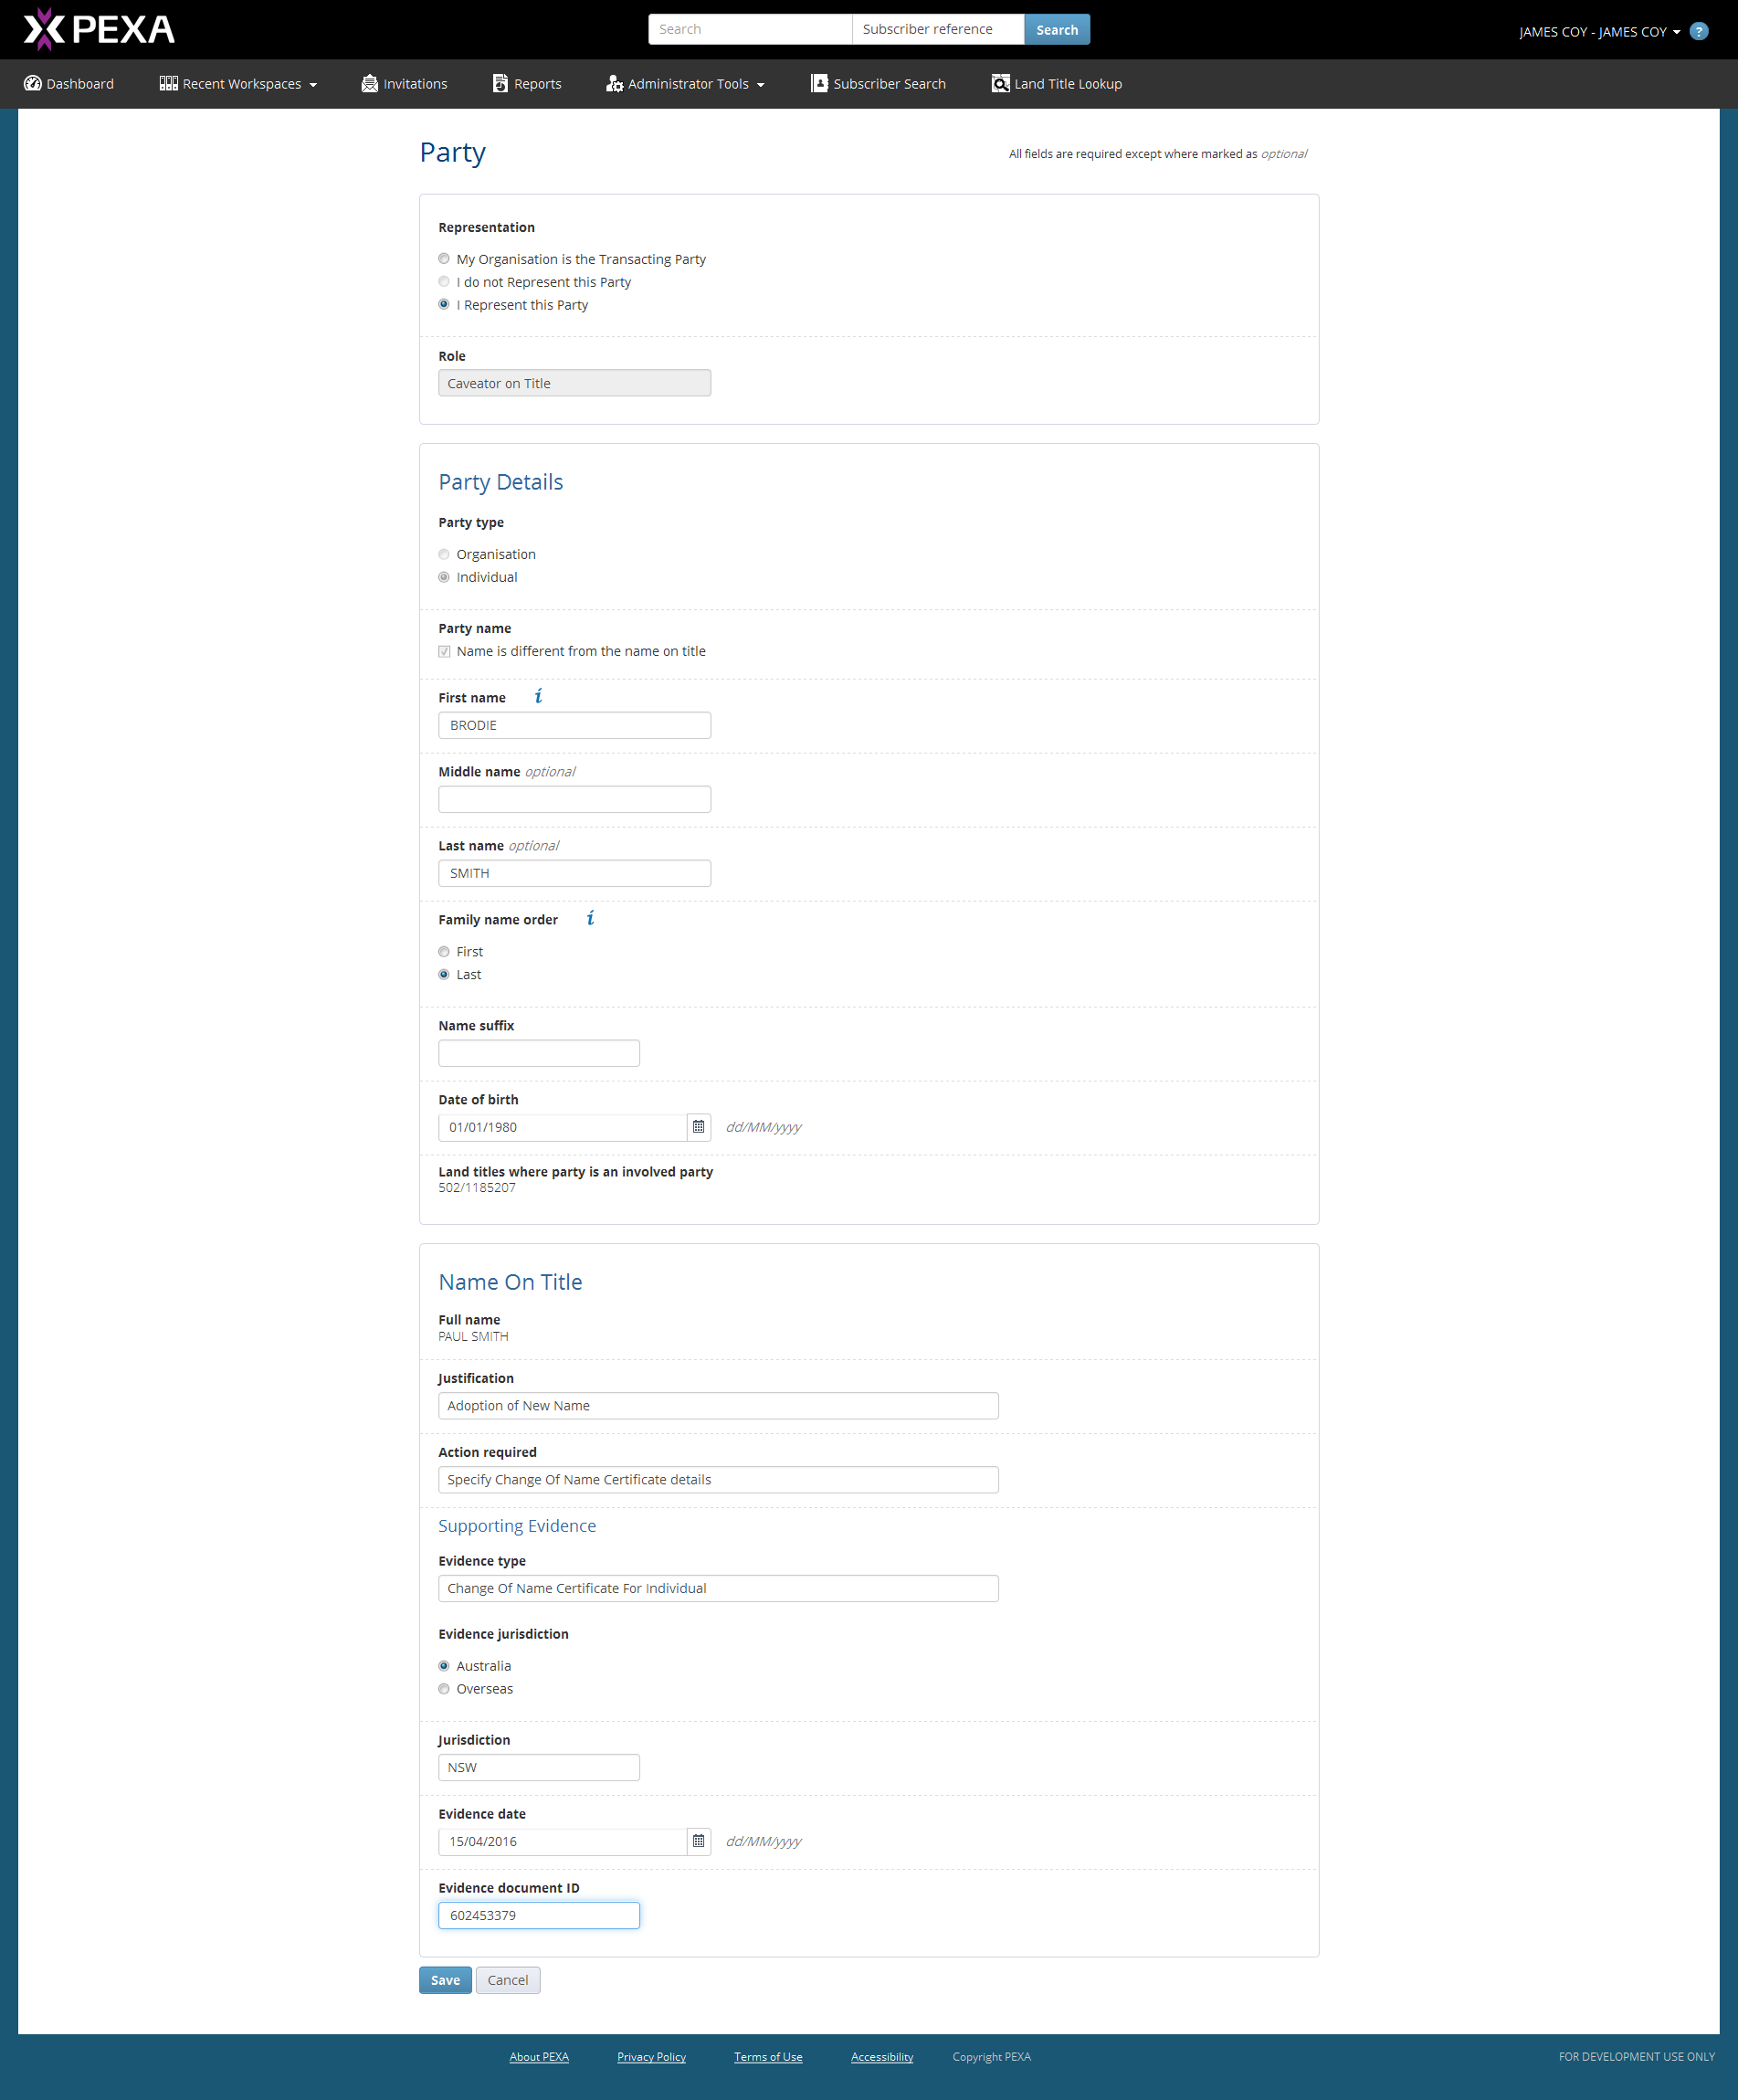 PEXA
Search
Subscriber reference
Search
JAMES COY - JAMES COY
?
Dashboard
Recent Workspaces
Invitations
Reports
Administrator Tools
Subscriber Search
Land Title Lookup
Party
All fields are required except where marked as optional
Representation
My Organisation is the Transacting Party
I do not Represent this Party
I Represent this Party
Role
Caveator on Title
Party Details
Party type
Organisation
Individual
Party name
Name is different from the name on title
First name i
BRODIE
Middle name optional
Last name optional
SMITH
Family name order i
First
Last
Name suffix
Date of birth
01/01/1980 dd/MM/yyyy
Land titles where party is an involved party
502/1185207
Name On Title
Full name
PAUL SMITH
Justification
Adoption of New Name
Action required
Specify Change Of Name Certificate details
Supporting Evidence
Evidence type
Change Of Name Certificate For Individual
Evidence jurisdiction
Australia
Overseas
Jurisdiction
NSW
Evidence date
15/04/2016 dd/MM/yyyy
Evidence document ID
602453379
Save Cancel
About PEXA Privacy Policy Terms of Use Accessibility Copyright PEXA FOR DEVELOPMENT USE ONLY